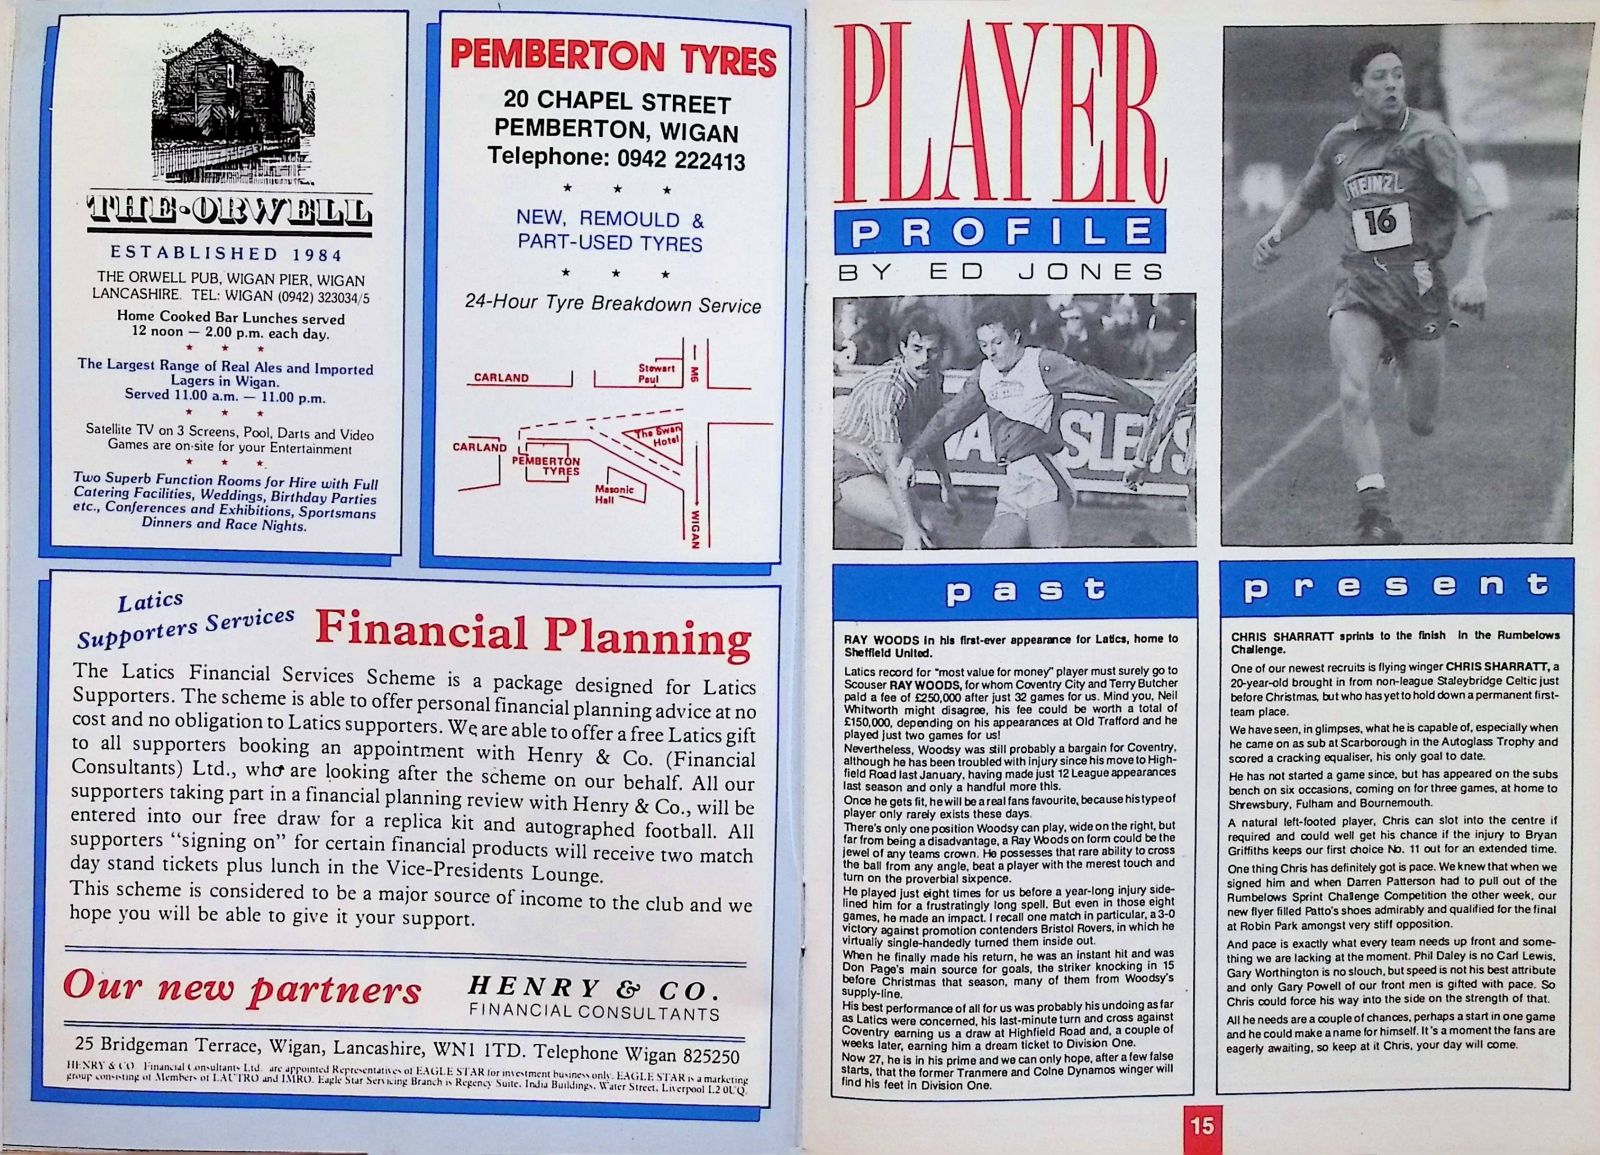 THE·ORWELL
ESTABLISHED 1984
THE ORWELL PUB, WIGAN PIER, WIGAN
LANCASHIRE. TEL: WIGAN (0942) 323034/5
Home Cooked Bar Lunches served
12 noon — 2.00 p.m. each day.
★ ★ ★
The Largest Range of Real Ales and Imported
Lagers in Wigan.
Served 11.00 a.m. — 11.00 p.m.
★ ★ ★
Satellite TV on 3 Screens, Pool, Darts and Video
Games are on-site for your Entertainment
★ ★ ★
Two Superb Function Rooms for Hire with Full
Catering Facilities, Weddings, Birthday Parties
etc., Conferences and Exhibitions, Sportsmans
Dinners and Race Nights.
PEMBERTON TYRES
20 CHAPEL STREET
PEMBERTON, WIGAN
Telephone: 0942 222413
★ ★ ★
NEW, REMOULD &
PART-USED TYRES
★ ★ ★
24-Hour Tyre Breakdown Service
CARLAND
Stewart
Paul
M6
CARLAND
PEMBERTON
TYRES
The Swan
Hotel
Masonic
Hall
WIGAN
Latics
Supporters Services
Financial Planning
The Latics Financial Services Scheme is a package designed for Latics
Supporters. The scheme is able to offer personal financial planning advice at no
cost and no obligation to Latics supporters. We are able to offer a free Latics gift
to all supporters booking an appointment with Henry & Co. (Financial
Consultants) Ltd., who are looking after the scheme on our behalf. All our
supporters taking part in a financial planning review with Henry & Co., will be
entered into our free draw for a replica kit and autographed football. All
supporters "signing on" for certain financial products will receive two match
day stand tickets plus lunch in the Vice-Presidents Lounge.
This scheme is considered to be a major source of income to the club and we
hope you will be able to give it your support.
Our new partners
HENRY & CO.
FINANCIAL CONSULTANTS
25 Bridgeman Terrace, Wigan, Lancashire, WN1 1TD. Telephone Wigan 825250
HENRY & CO. Financial Consultants Ltd. are appointed Representatives of EAGLE STAR for investment business only. EAGLE STAR is a marketing
group consisting of Members of LAUTRO and IMRO. Eagle Star Servicing Branch is Regency Suite, India Buildings, Water Street, Liverpool L2 0UQ.
PLAYER
PROFILE
BY ED JONES
HEINZ
16
past
RAY WOODS in his first-ever appearance for Latics, home to
Sheffield United.
Latics record for "most value for money" player must surely go to
Scouser RAY WOODS, for whom Coventry City and Terry Butcher
paid a fee of £250,000 after just 32 games for us. Mind you, Neil
Whitworth might disagree, his fee could be worth a total of
£150,000, depending on his appearances at Old Trafford and he
played just two games for us!
Nevertheless, Woodsy was still probably a bargain for Coventry,
although he has been troubled with injury since his move to High-
field Road last January, having made just 12 League appearances
last season and only a handful more this.
Once he gets fit, he will be a real fans favourite, because his type of
player only rarely exists these days.
There's only one position Woodsy can play, wide on the right, but
far from being a disadvantage, a Ray Woods on form could be the
jewel of any teams crown. He possesses that rare ability to cross
the ball from any angle, beat a player with the merest touch and
turn on the proverbial sixpence.
He played just eight times for us before a year-long injury side-
lined him for a frustratingly long spell. But even in those eight
games, he made an impact. I recall one match in particular, a 3-0
victory against promotion contenders Bristol Rovers, in which he
virtually single-handedly turned them inside out.
When he finally made his return, he was an instant hit and was
Don Page's main source for goals, the striker knocking in 15
before Christmas that season, many of them from Woodsy's
supply-line.
His best performance of all for us was probably his undoing as far
as Latics were concerned, his last-minute turn and cross against
Coventry earning us a draw at Highfield Road and, a couple of
weeks later, earning him a dream ticket to Division One.
Now 27, he is in his prime and we can only hope, after a few false
starts, that the former Tranmere and Colne Dynamos winger will
find his feet in Division One.
present
CHRIS SHARRATT sprints to the finish in the Rumbelows
Challenge.
One of our newest recruits is flying winger CHRIS SHARRATT, a
20-year-old brought in from non-league Staleybridge Celtic just
before Christmas, but who has yet to hold down a permanent first-
team place.
We have seen, in glimpses, what he is capable of, especially when
he came on as sub at Scarborough in the Autoglass Trophy and
scored a cracking equaliser, his only goal to date.
He has not started a game since, but has appeared on the subs
bench on six occasions, coming on for three games, at home to
Shrewsbury, Fulham and Bournemouth.
A natural left-footed player, Chris can slot into the centre if
required and could well get his chance if the injury to Bryan
Griffiths keeps our first choice No. 11 out for an extended time.
One thing Chris has definitely got is pace. We knew that when we
signed him and when Darren Patterson had to pull out of the
Rumbelows Sprint Challenge Competition the other week, our
new flyer filled Patto's shoes admirably and qualified for the final
at Robin Park amongst very stiff opposition.
And pace is exactly what every team needs up front and some-
thing we are lacking at the moment. Phil Daley is no Carl Lewis,
Gary Worthington is no slouch, but speed is not his best attribute
and only Gary Powell of our front men is gifted with pace. So
Chris could force his way into the side on the strength of that.
All he needs are a couple of chances, perhaps a start in one game
and he could make a name for himself. It's a moment the fans are
eagerly awaiting, so keep at it Chris, your day will come.
15